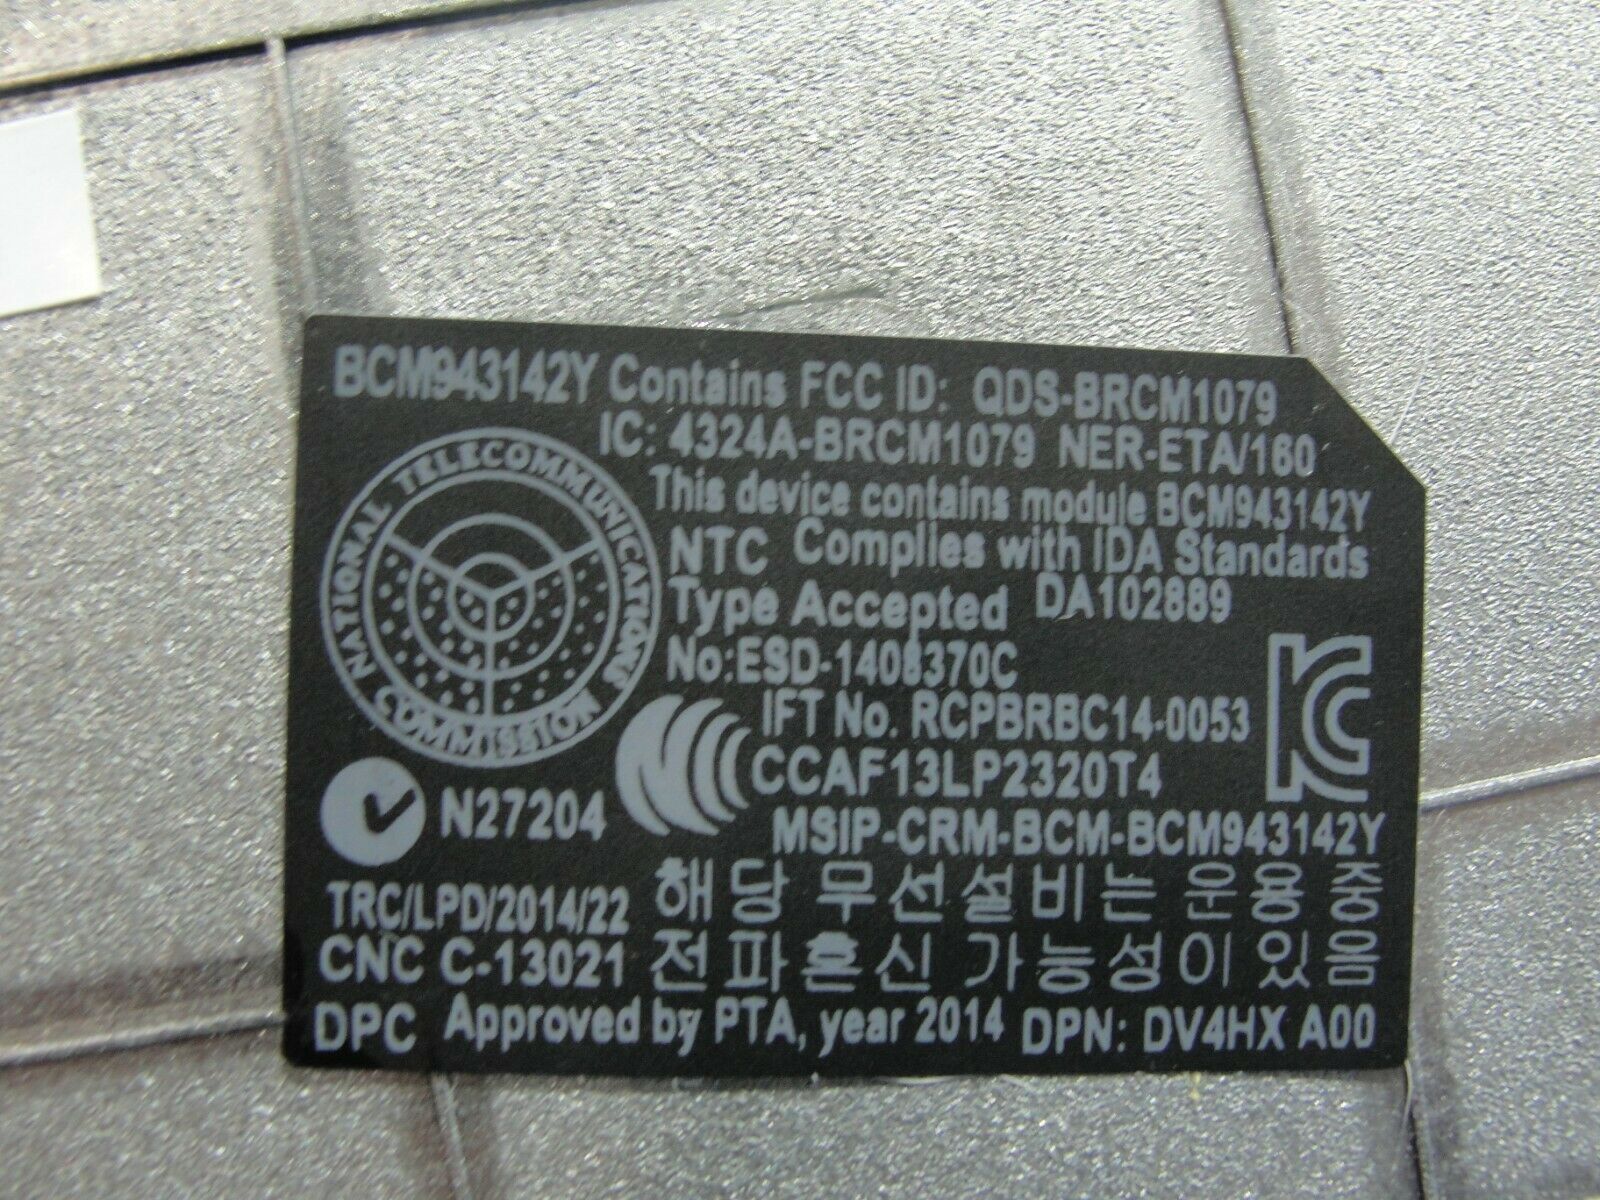 BCM943142Y Contains FCC ID: QDS-BRCM1079
IC: 4324A-BRCM1079 NER-ETA/160
This device contains module BCM943142Y
NATIONAL TELECOMMUNICATIONS COMMISSION
NTC Complies with IDA Standards
Type Accepted DA102889
No:ESD-1408370C
IFT No. RCPBRBC14-0053
CCAF13LP2320T4
N27204
MSIP-CRM-BCM-BCM943142Y
TRC/LPD/2014/22 해당 무선설비는 운용 중
CNC C-13021 전파혼신 가능성이 있음
DPC Approved by PTA, year 2014 DPN: DV4HX A00